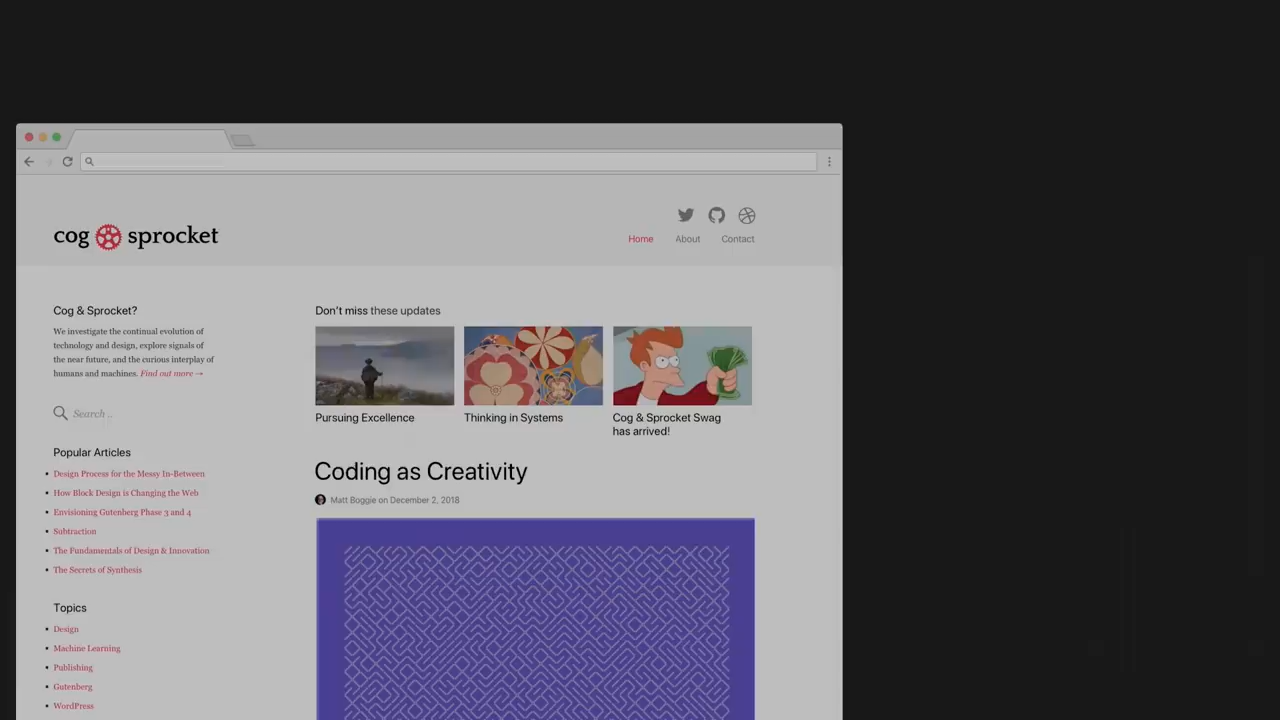 cog sprocket
Home About Contact
Cog & Sprocket?
We investigate the continual evolution of
technology and design, explore signals of
the near future, and the curious interplay of
humans and machines. Find out more →
Search ..
Popular Articles
Design Process for the Messy In-Between
How Block Design is Changing the Web
Envisioning Gutenberg Phase 3 and 4
Subtraction
The Fundamentals of Design & Innovation
The Secrets of Synthesis
Topics
Design
Machine Learning
Publishing
Gutenberg
WordPress
Don't miss these updates
Pursuing Excellence
Thinking in Systems
Cog & Sprocket Swag
has arrived!
Coding as Creativity
Matt Boggie on December 2, 2018